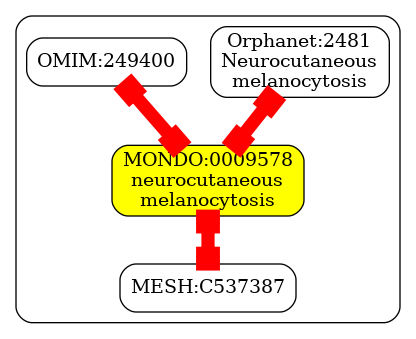 OMIM:249400
Orphanet:2481
Neurocutaneous
melanocytosis
MONDO:0009578
neurocutaneous
melanocytosis
MESH:C537387